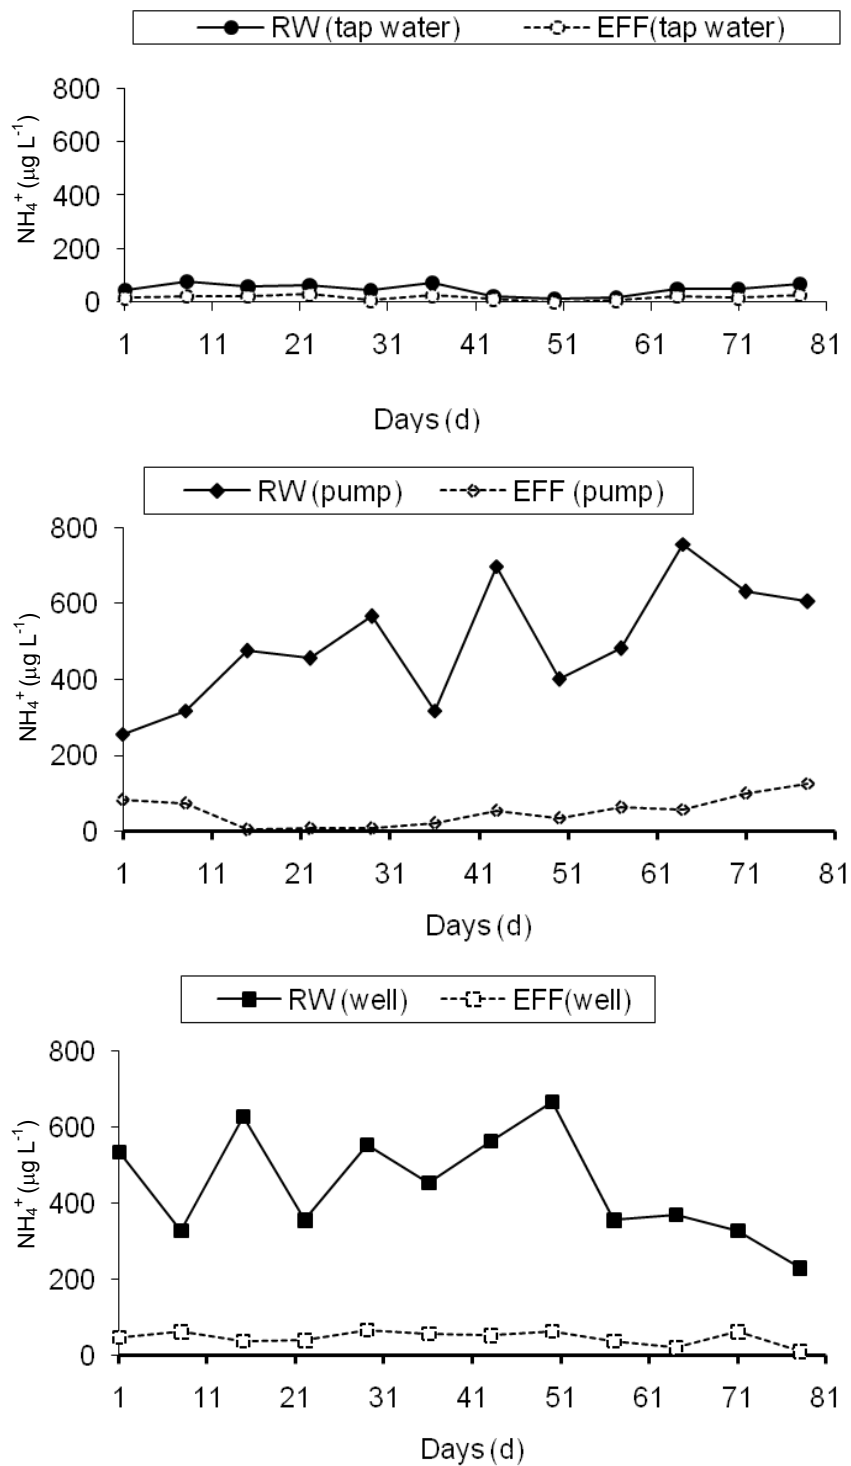 RW (tap water) EFF(tap water)
800
600
400
200
0
NH₄⁺ (µg L⁻¹)
1 11 21 31 41 51 61 71 81
Days (d)
RW (pump) EFF (pump)
800
600
400
200
0
NH₄⁺ (µg L⁻¹)
1 11 21 31 41 51 61 71 81
Days (d)
RW (well) EFF(well)
800
600
400
200
0
NH₄⁺ (µg L⁻¹)
1 11 21 31 41 51 61 71 81
Days (d)